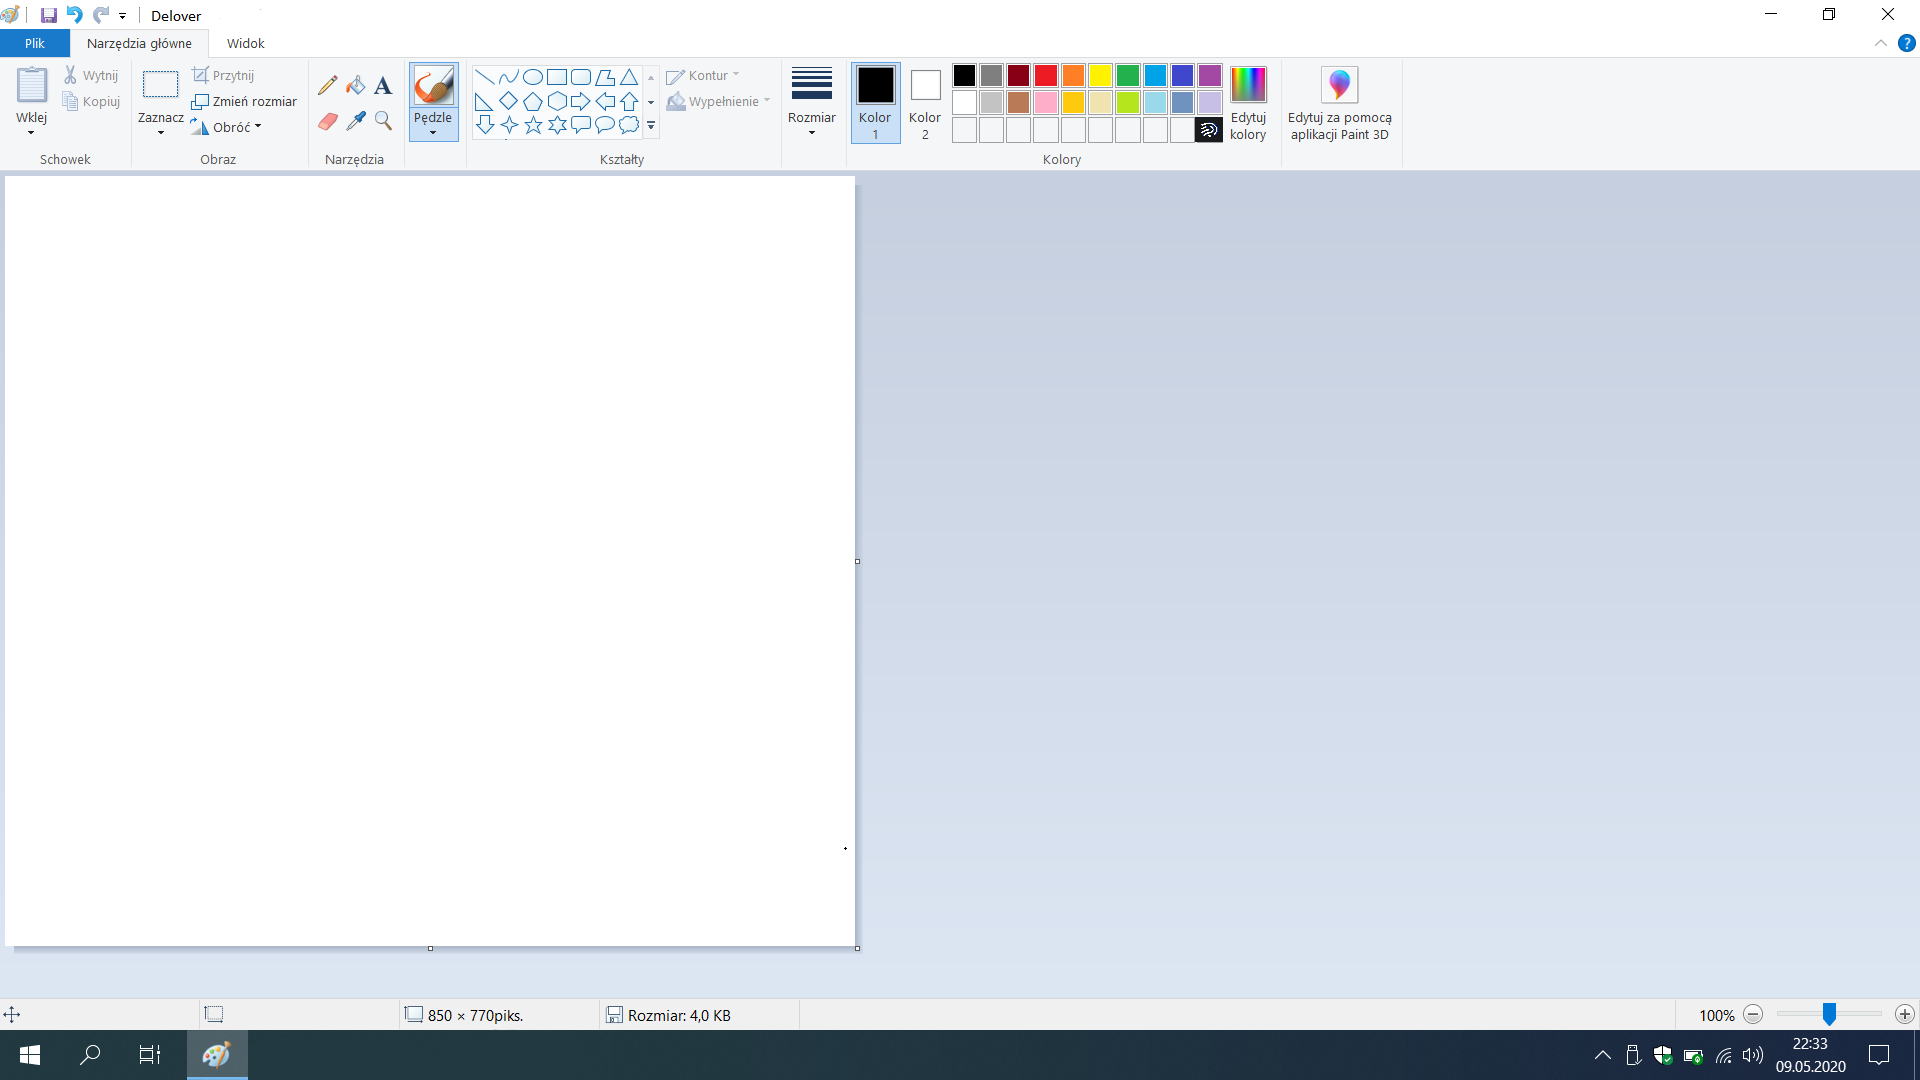 Delover
Plik Narzędzia główne Widok
Wklej
Wytnij
Kopiuj
Schowek
Zaznacz
Przytnij
Zmień rozmiar
Obróć
Obraz
A
Narzędzia
Pędzle
Kontur
Wypełnienie
Kształty
Rozmiar
Kolor
1
Kolor
2
Edytuj
kolory
Kolory
Edytuj za pomocą
aplikacji Paint 3D
850 × 770piks.
Rozmiar: 4,0 KB
100%
22:33
09.05.2020